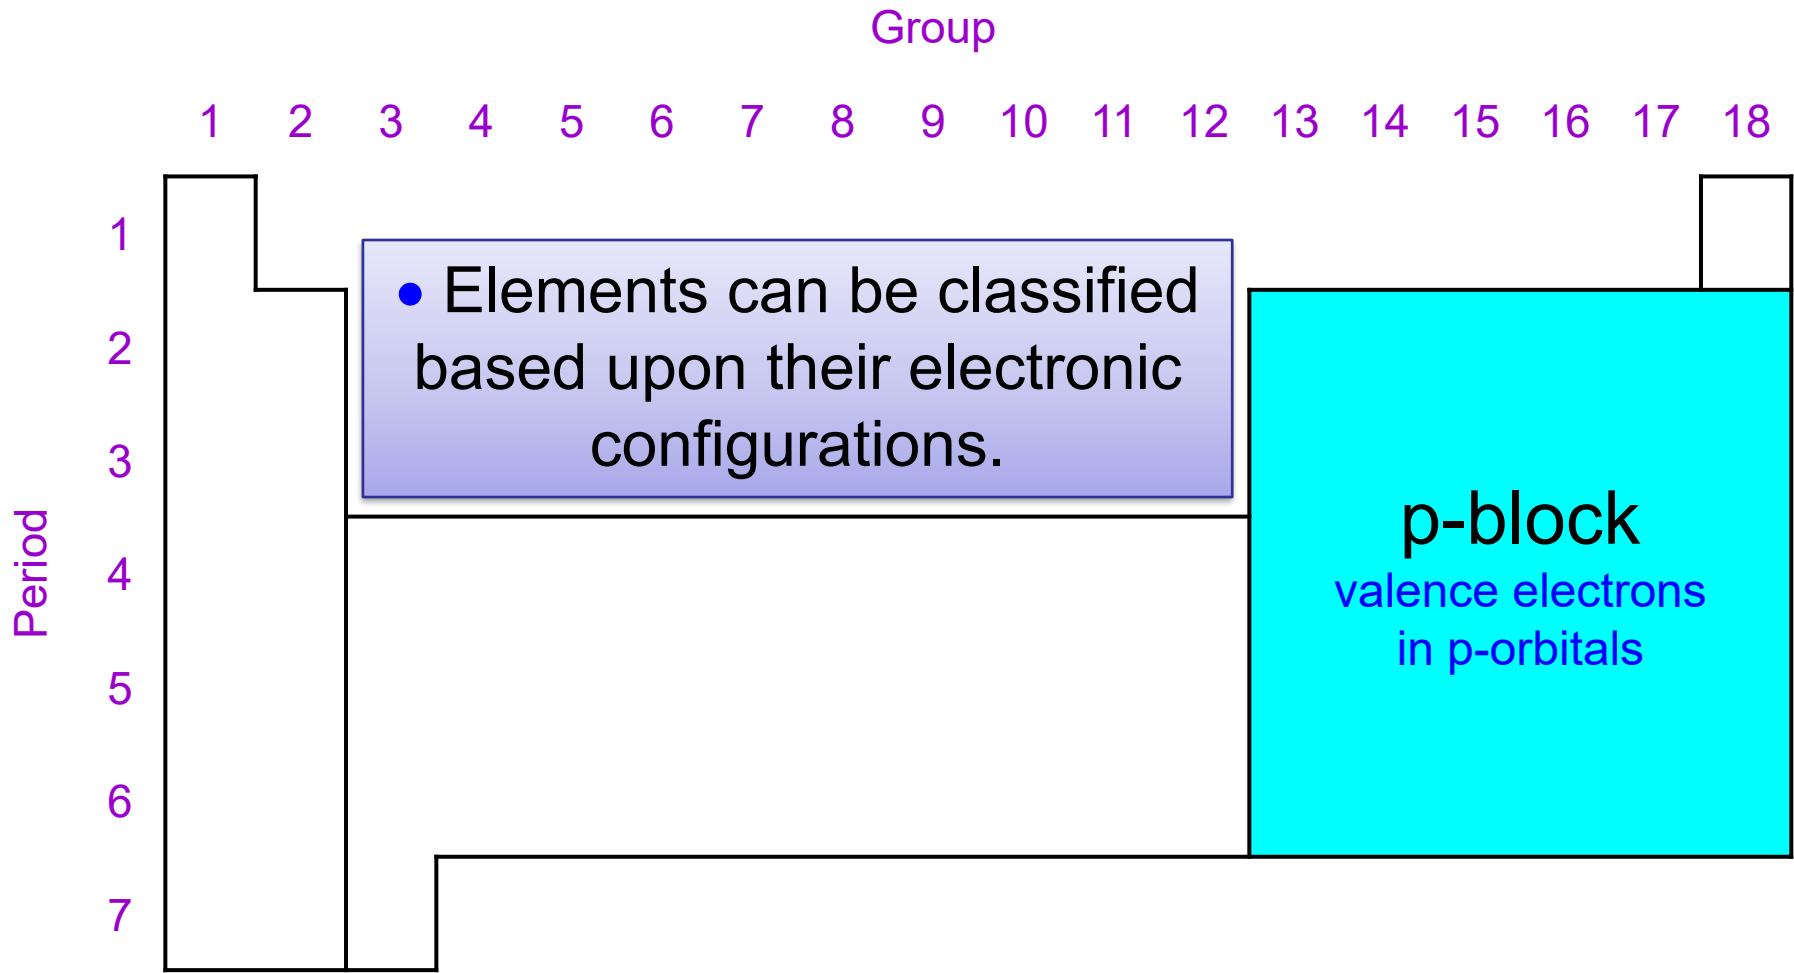 Group
1 2 3 4 5 6 7 8 9 10 11 12 13 14 15 16 17 18
Period
1
2
3
4
5
6
7
• Elements can be classified
based upon their electronic
configurations.
p-block
valence electrons
in p-orbitals